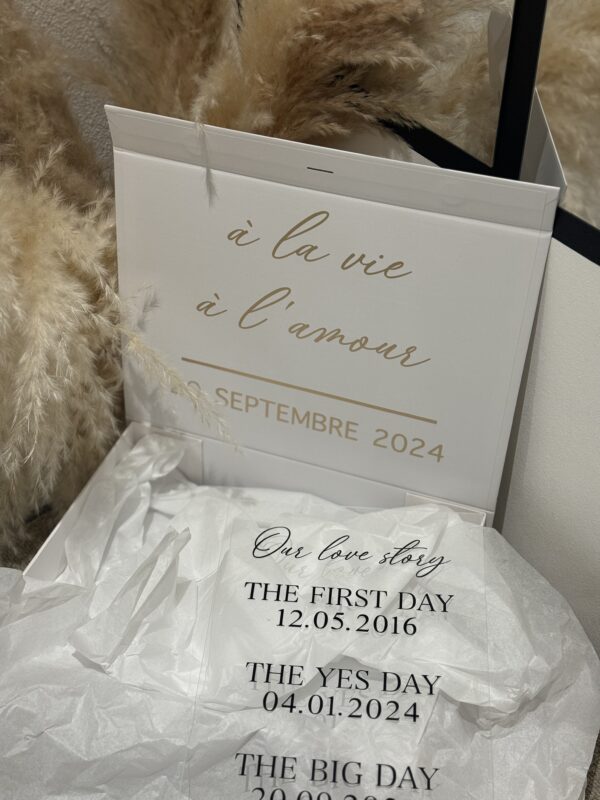 à la vie
à l'amour
SEPTEMBRE 2024
Our love story
THE FIRST DAY
12.05.2016
THE YES DAY
04.01.2024
THE BIG DAY